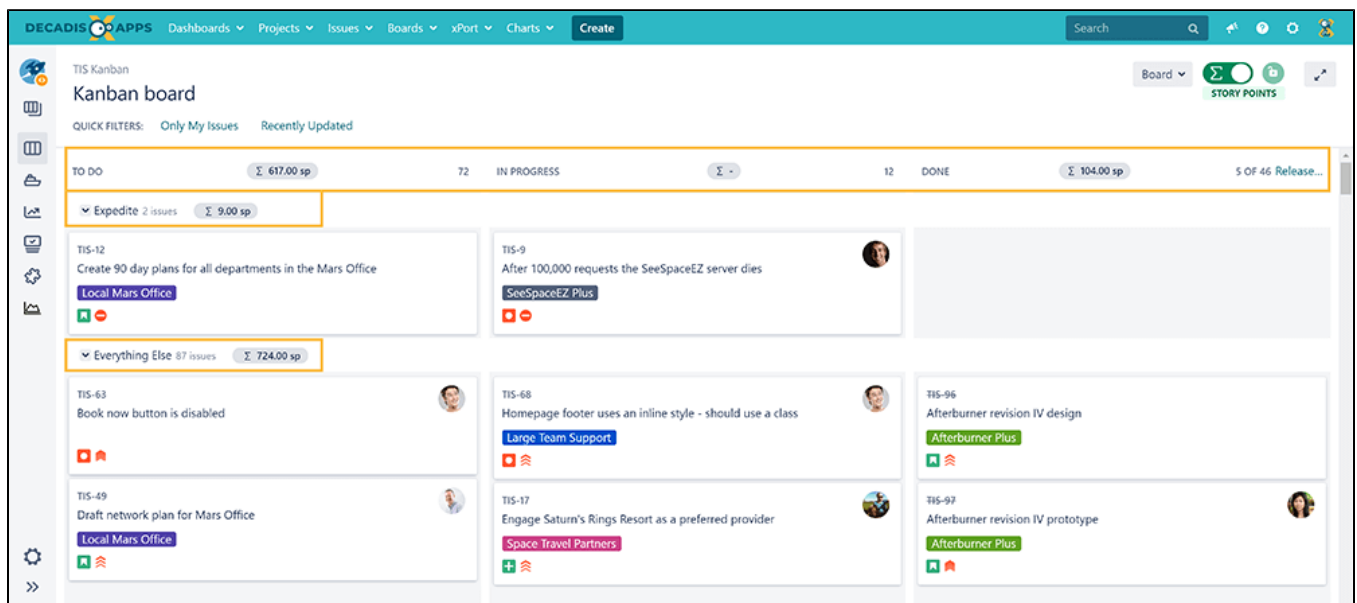 DECADIS APPS Dashboards Projects Issues Boards xPort Charts Create Search
TIS Kanban
Kanban board
Board Σ
STORY POINTS
QUICK FILTERS: Only My Issues Recently Updated
TO DO Σ 617.00 sp 72 IN PROGRESS Σ - 12 DONE Σ 104.00 sp 5 OF 46 Release...
Expedite 2 issues Σ 9.00 sp
TIS-12
Create 90 day plans for all departments in the Mars Office
Local Mars Office
TIS-9
After 100,000 requests the SeeSpaceEZ server dies
SeeSpaceEZ Plus
Everything Else 87 issues Σ 724.00 sp
TIS-63
Book now button is disabled
TIS-68
Homepage footer uses an inline style - should use a class
Large Team Support
TIS-96
Afterburner revision IV design
Afterburner Plus
TIS-49
Draft network plan for Mars Office
Local Mars Office
TIS-17
Engage Saturn's Rings Resort as a preferred provider
Space Travel Partners
TIS-97
Afterburner revision IV prototype
Afterburner Plus